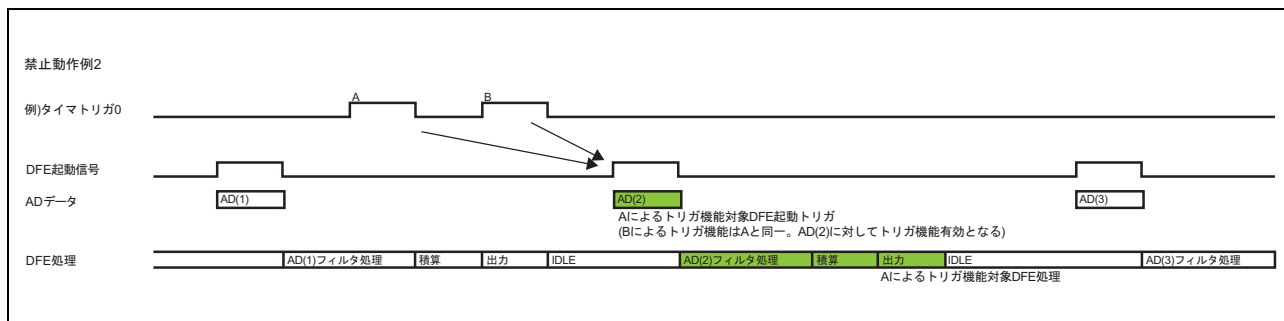 禁止動作例2
例)タイマトリガ0
A
B
DFE起動信号
ADデータ
AD(1)
AD(2)
AD(3)
Aによるトリガ機能対象DFE起動トリガ
(Bによるトリガ機能はAと同一。AD(2)に対してトリガ機能有効となる)
DFE処理
AD(1)フィルタ処理
積算
出力
IDLE
AD(2)フィルタ処理
積算
出力
IDLE
AD(3)フィルタ処理
Aによるトリガ機能対象DFE処理